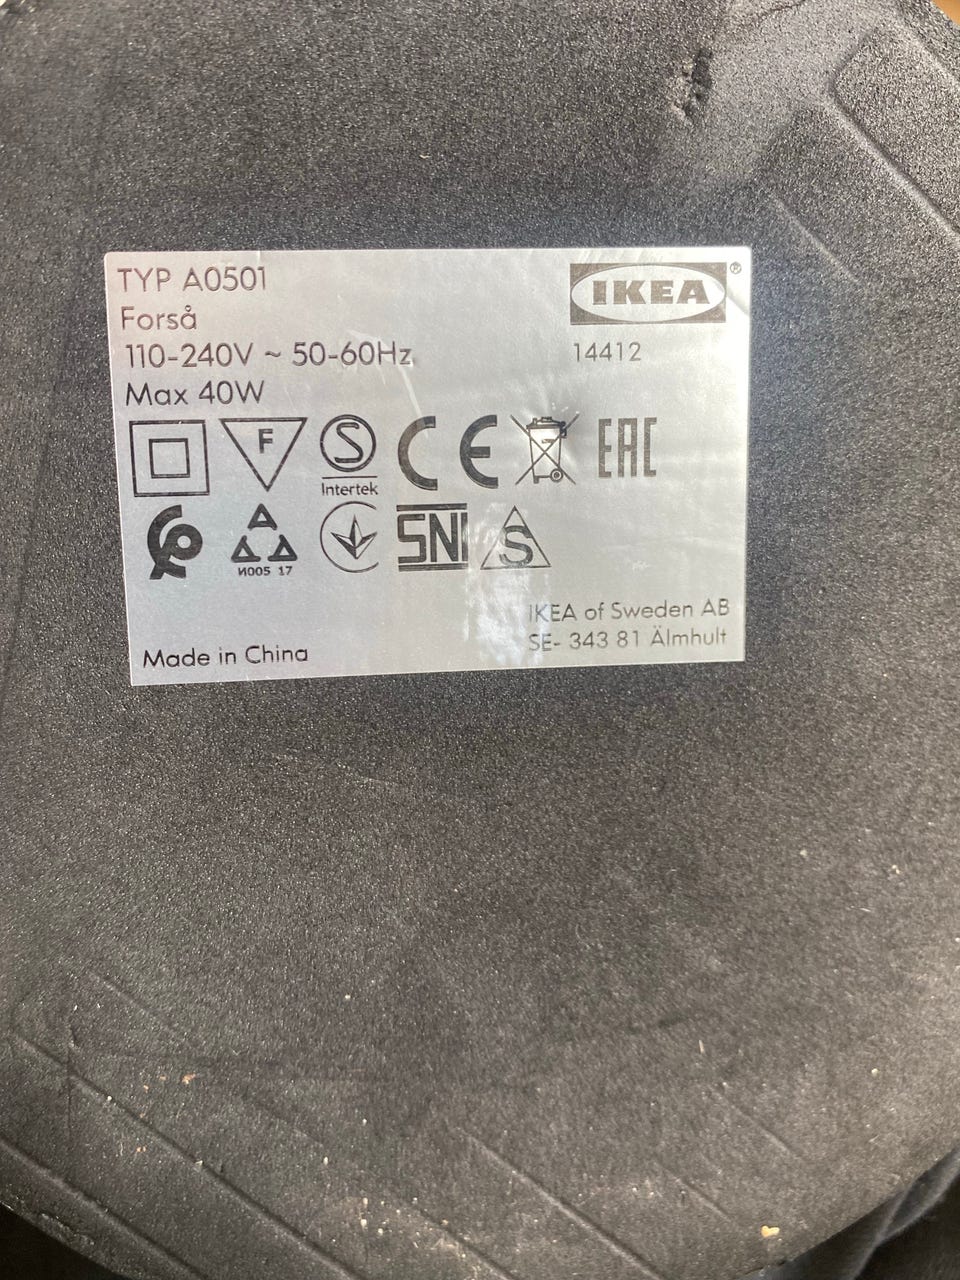 TYP A0501
Forså
110-240V ~ 50-60Hz
Max 40W
IKEA®
14412
F
S
Intertek
CE
EAC
И005 17
SNI
S
Made in China
IKEA of Sweden AB
SE- 343 81 Älmhult